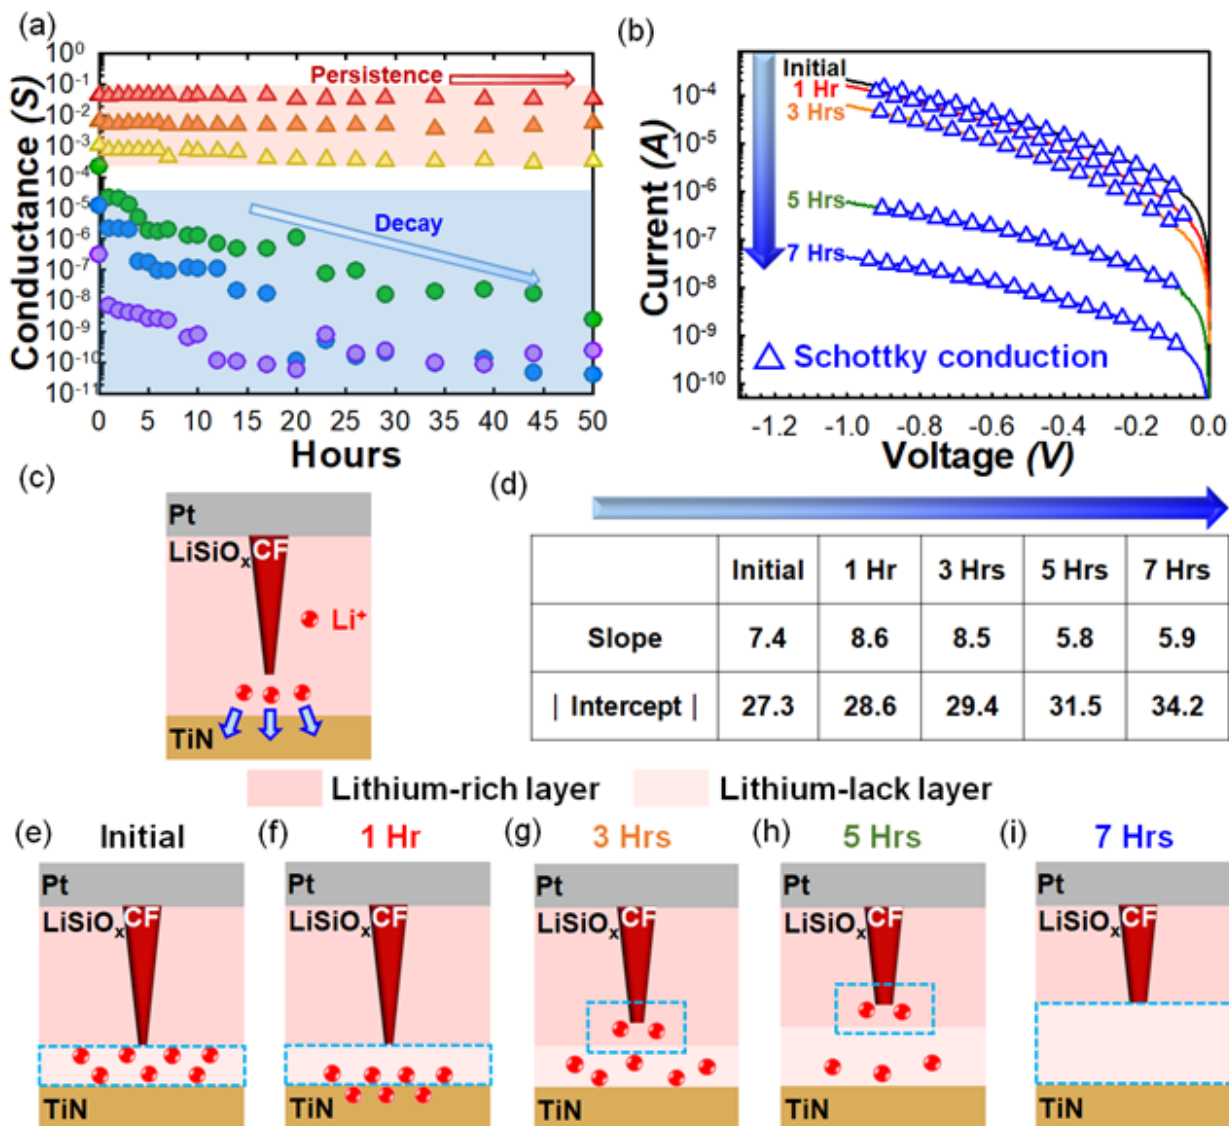 (a)
Conductance (S)
10⁰
10⁻¹
10⁻²
10⁻³
10⁻⁴
10⁻⁵
10⁻⁶
10⁻⁷
10⁻⁸
10⁻⁹
10⁻¹⁰
10⁻¹¹
Persistence
Decay
0 5 10 15 20 25 30 35 40 45 50
Hours
(b)
Current (A)
10⁻⁴
10⁻⁵
10⁻⁶
10⁻⁷
10⁻⁸
10⁻⁹
10⁻¹⁰
Initial
1 Hr
3 Hrs
5 Hrs
7 Hrs
Schottky conduction
-1.2 -1.0 -0.8 -0.6 -0.4 -0.2 0.0
Voltage (V)
(c)
Pt
LiSiOₓ CF
Li⁺
TiN
(d)
Initial 1 Hr 3 Hrs 5 Hrs 7 Hrs
Slope 7.4 8.6 8.5 5.8 5.9
| Intercept | 27.3 28.6 29.4 31.5 34.2
Lithium-rich layer Lithium-lack layer
(e) Initial
Pt
LiSiOₓ CF
TiN
(f) 1 Hr
Pt
LiSiOₓ CF
TiN
(g) 3 Hrs
Pt
LiSiOₓ CF
TiN
(h) 5 Hrs
Pt
LiSiOₓ CF
TiN
(i) 7 Hrs
Pt
LiSiOₓ CF
TiN